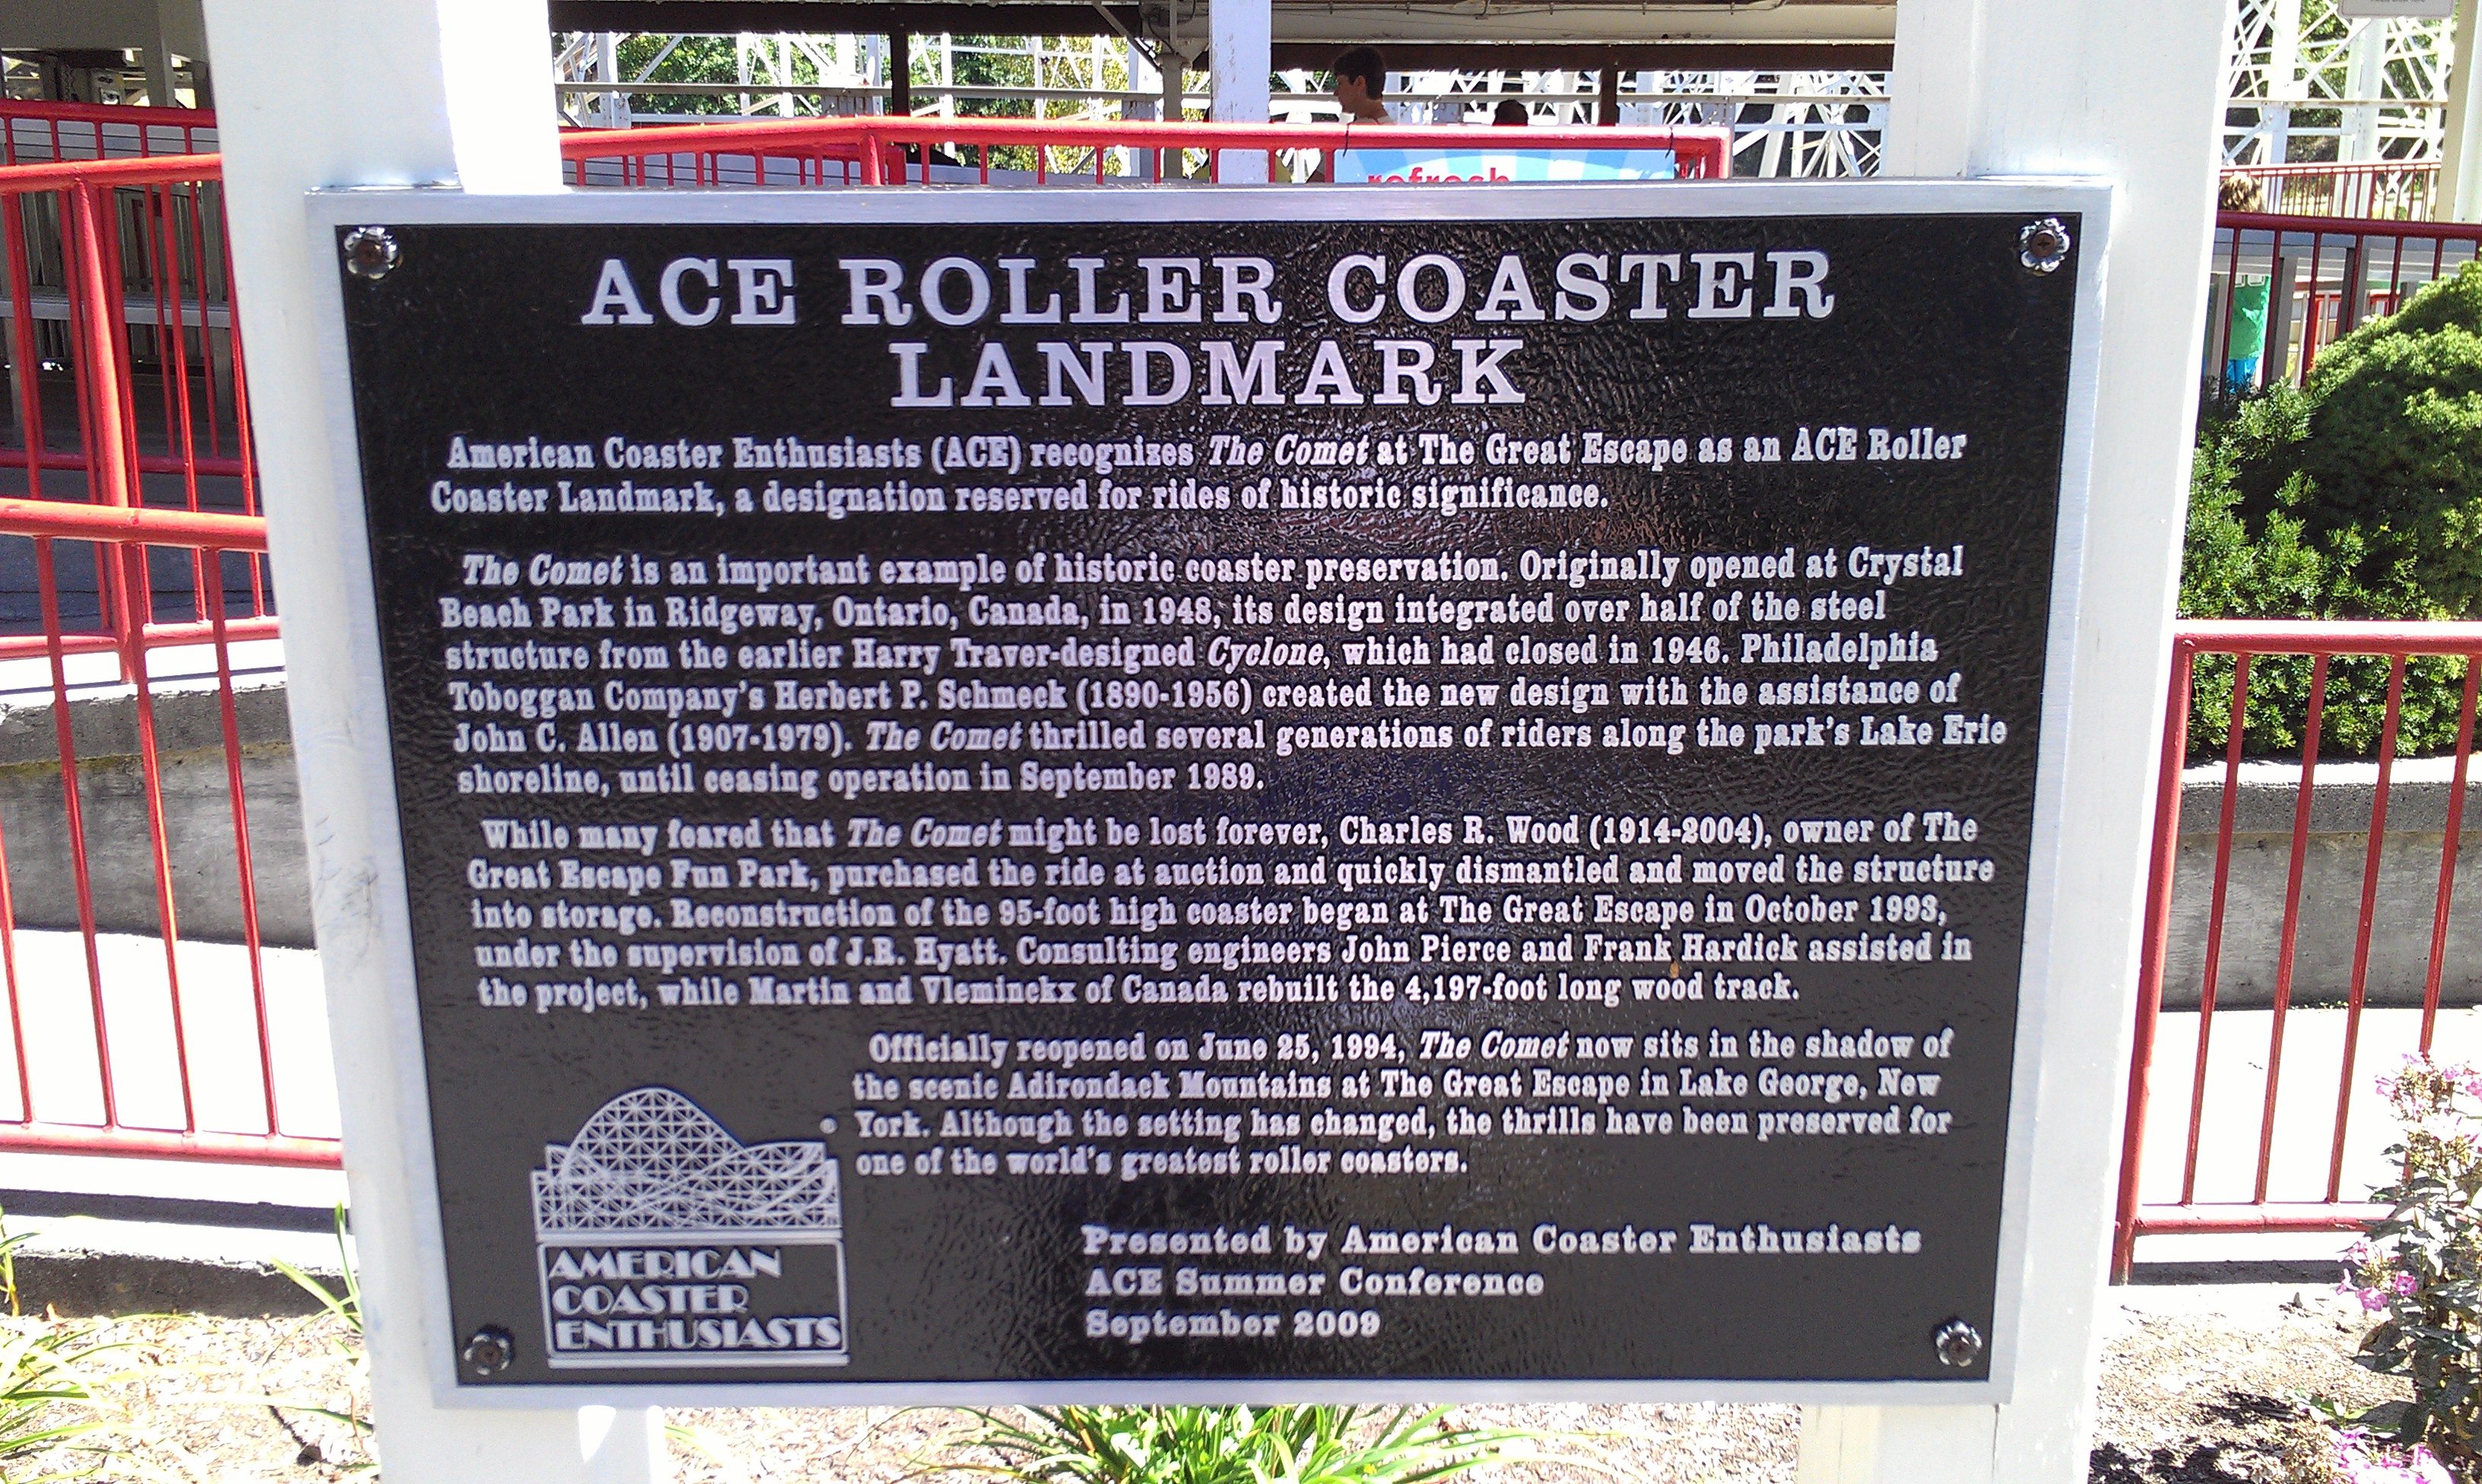 refresh
ACE ROLLER COASTER
LANDMARK
American Coaster Enthusiasts (ACE) recognizes The Comet at The Great Escape as an ACE Roller
Coaster Landmark, a designation reserved for rides of historic significance.
The Comet is an important example of historic coaster preservation. Originally opened at Crystal
Beach Park in Ridgeway, Ontario, Canada, in 1948, its design integrated over half of the steel
structure from the earlier Harry Traver-designed Cyclone, which had closed in 1946. Philadelphia
Toboggan Company's Herbert P. Schmeck (1890-1956) created the new design with the assistance of
John C. Allen (1907-1979). The Comet thrilled several generations of riders along the park's Lake Erie
shoreline, until ceasing operation in September 1989.
While many feared that The Comet might be lost forever, Charles R. Wood (1914-2004), owner of The
Great Escape Fun Park, purchased the ride at auction and quickly dismantled and moved the structure
into storage. Reconstruction of the 95-foot high coaster began at The Great Escape in October 1993,
under the supervision of J.R. Hyatt. Consulting engineers John Pierce and Frank Hardick assisted in
the project, while Martin and Vleminckx of Canada rebuilt the 4,197-foot long wood track.
Officially reopened on June 25, 1994, The Comet now sits in the shadow of
the scenic Adirondack Mountains at The Great Escape in Lake George, New
York. Although the setting has changed, the thrills have been preserved for
one of the world's greatest roller coasters.
AMERICAN
COASTER
ENTHUSIASTS
®
Presented by American Coaster Enthusiasts
ACE Summer Conference
September 2009